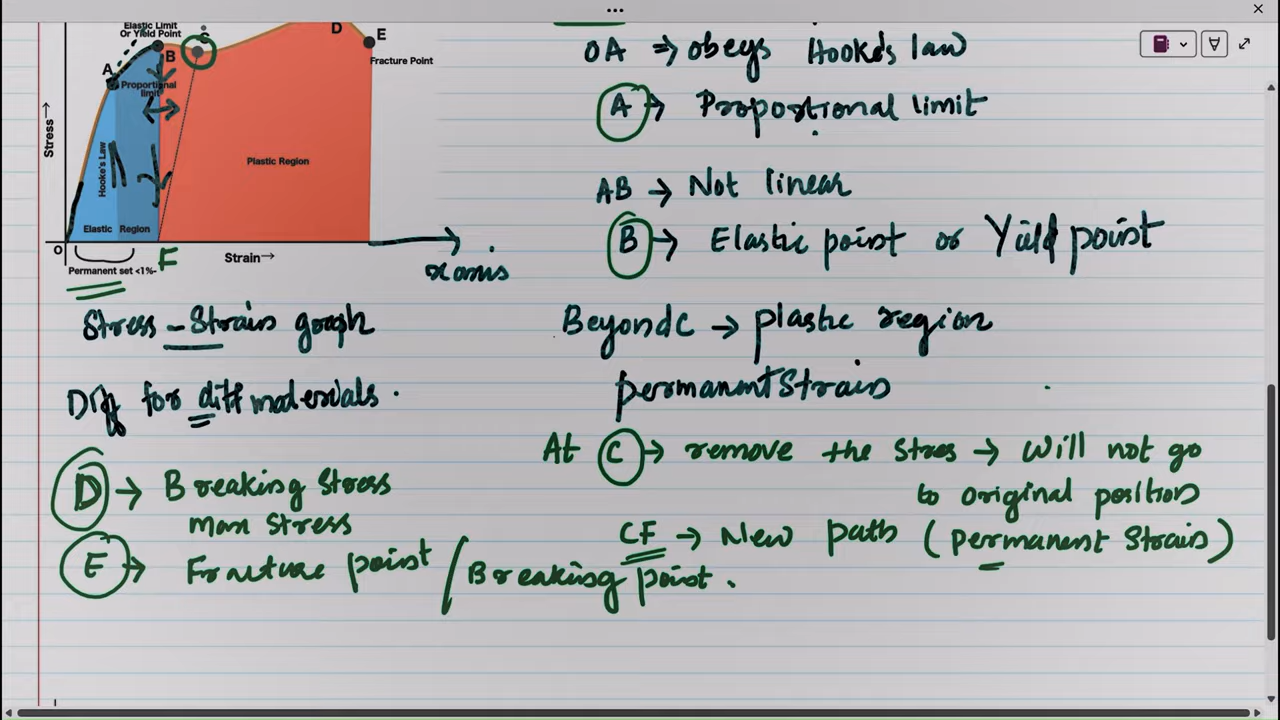 Elastic Limit
Or Yield Point
A
B
D
E
Fracture Point
Proportional
limit
Stress→
Hooke's Law
Plastic Region
Elastic Region
O
F
Strain→
x axis
Permanent set <1%
Stress - Strain graph
Diff for diff materials.
D → Breaking Stress
max stress
E → Fracture point / Breaking point.
OA ⇒ obeys Hooke's law
A → Proportional limit
AB → Not linear
B → Elastic point or Yield point
Beyond C → plastic region
permanent Strain
At C → remove the stress → Will not go
to original position
CF → New path (permanent Strain)